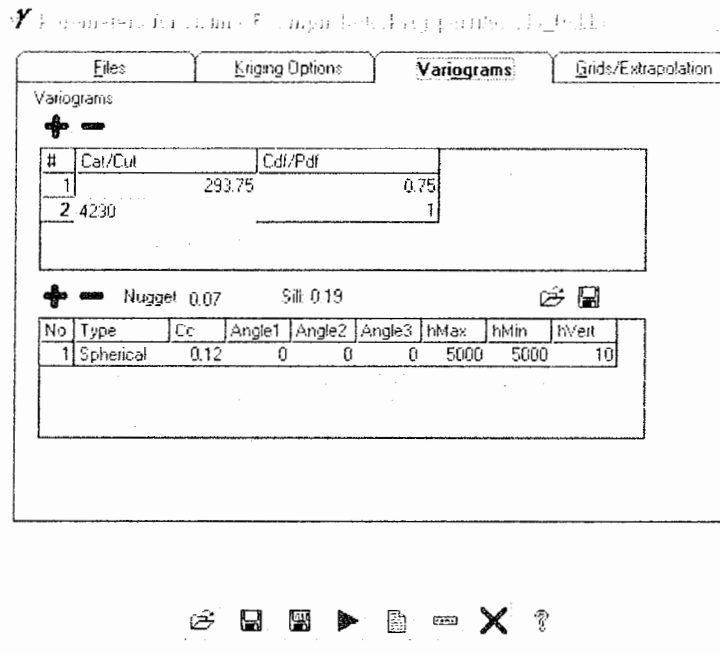 Files Kriging Options Variograms Grids/Extrapolation
Variograms
# Cat/Cut Cdf/Pdf
1 293.75 0.75
2 4230 1
Nugget 0.07 Sill: 0.19
No Type Cc Angle1 Angle2 Angle3 hMax hMin hVert
1 Spherical 0.12 0 0 0 5000 5000 10